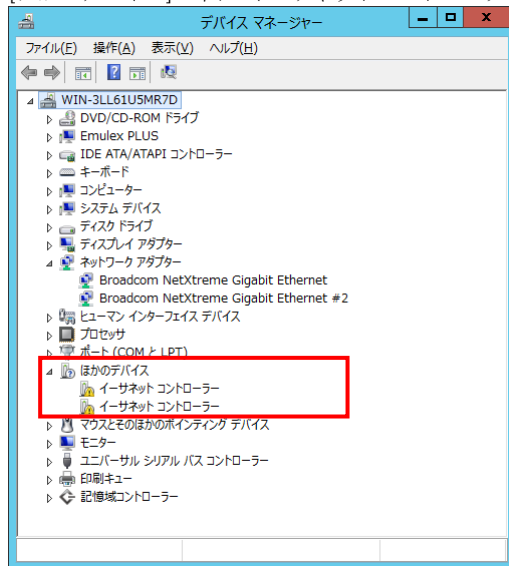 デバイス マネージャー
ファイル(F) 操作(A) 表示(V) ヘルプ(H)
WIN-3LL61U5MR7D
DVD/CD-ROM ドライブ
Emulex PLUS
IDE ATA/ATAPI コントローラー
キーボード
コンピューター
システム デバイス
ディスク ドライブ
ディスプレイ アダプター
ネットワーク アダプター
Broadcom NetXtreme Gigabit Ethernet
Broadcom NetXtreme Gigabit Ethernet #2
ヒューマン インターフェイス デバイス
プロセッサ
ポート (COM と LPT)
ほかのデバイス
イーサネット コントローラー
イーサネット コントローラー
マウスとそのほかのポインティング デバイス
モニター
ユニバーサル シリアル バス コントローラー
印刷キュー
記憶域コントローラー